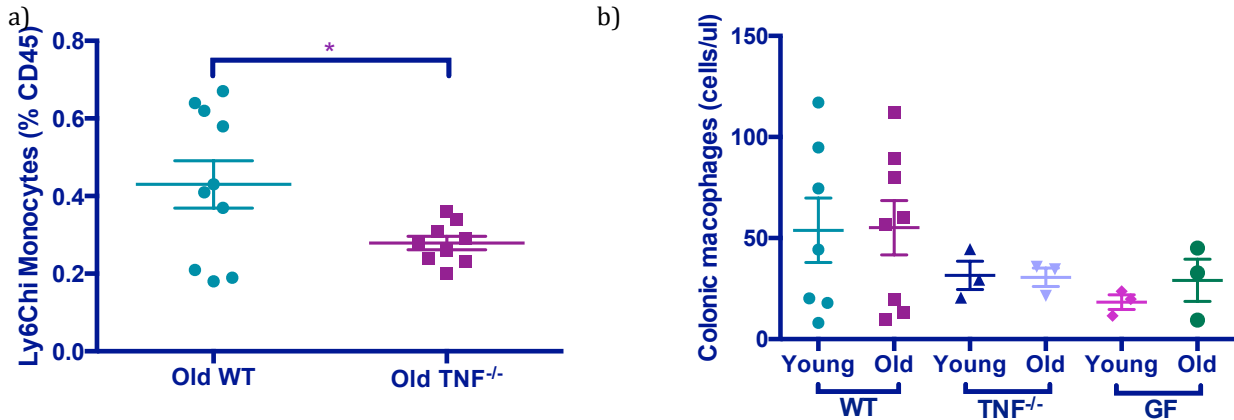 a)
Ly6Chi Monocytes (% CD45)
0.8
0.6
0.4
0.2
0.0
*
Old WT
Old TNF-/-
b)
Colonic macophages (cells/ul)
150
100
50
0
Young Old Young Old Young Old
WT TNF-/- GF